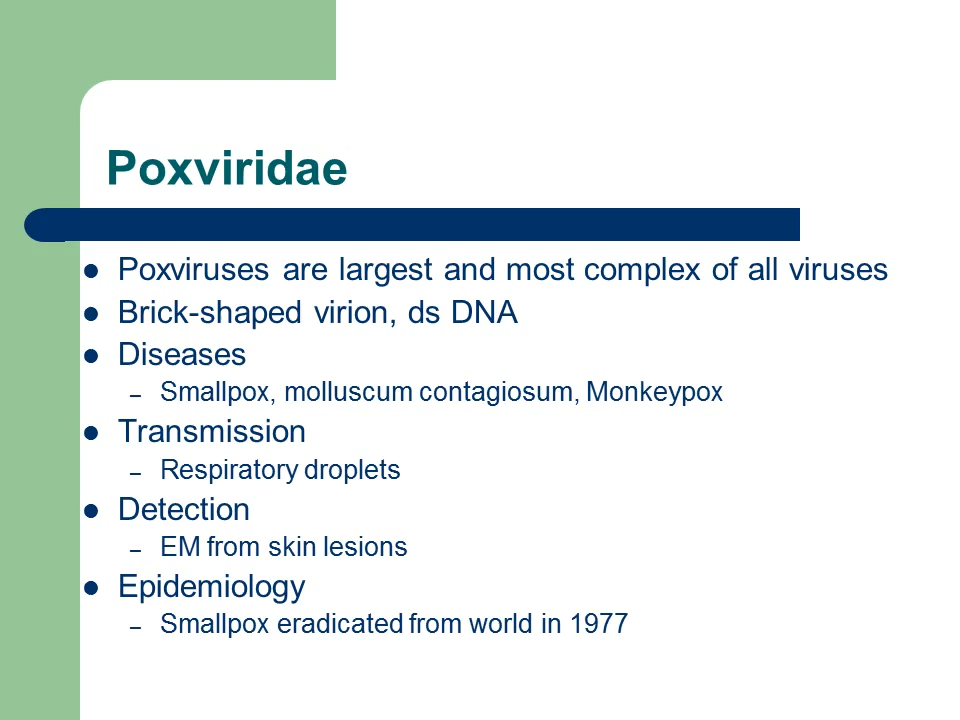 Poxviridae
● Poxviruses are largest and most complex of all viruses
● Brick-shaped virion, ds DNA
● Diseases
– Smallpox, molluscum contagiosum, Monkeypox
● Transmission
– Respiratory droplets
● Detection
– EM from skin lesions
● Epidemiology
– Smallpox eradicated from world in 1977